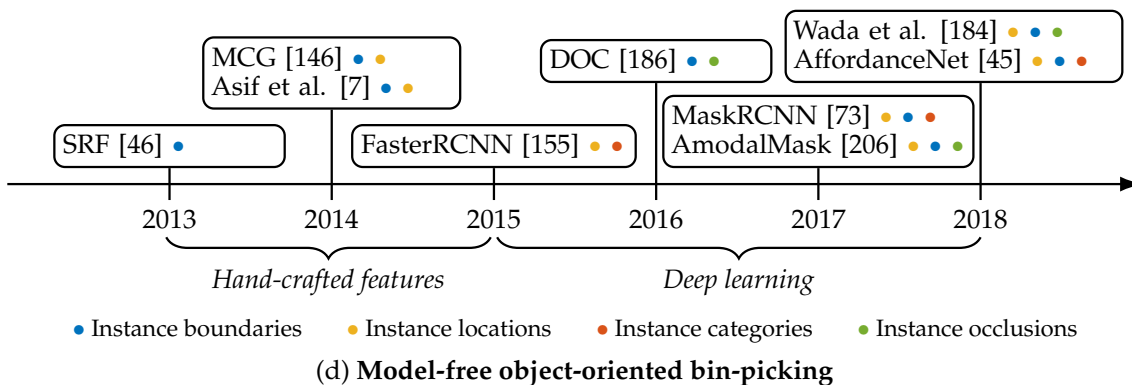 Wada et al. [184]
AffordanceNet [45]
MCG [146]
Asif et al. [7]
DOC [186]
MaskRCNN [73]
AmodalMask [206]
SRF [46]
FasterRCNN [155]
2013 2014 2015 2016 2017 2018
Hand-crafted features Deep learning
Instance boundaries Instance locations Instance categories Instance occlusions
(d) Model-free object-oriented bin-picking